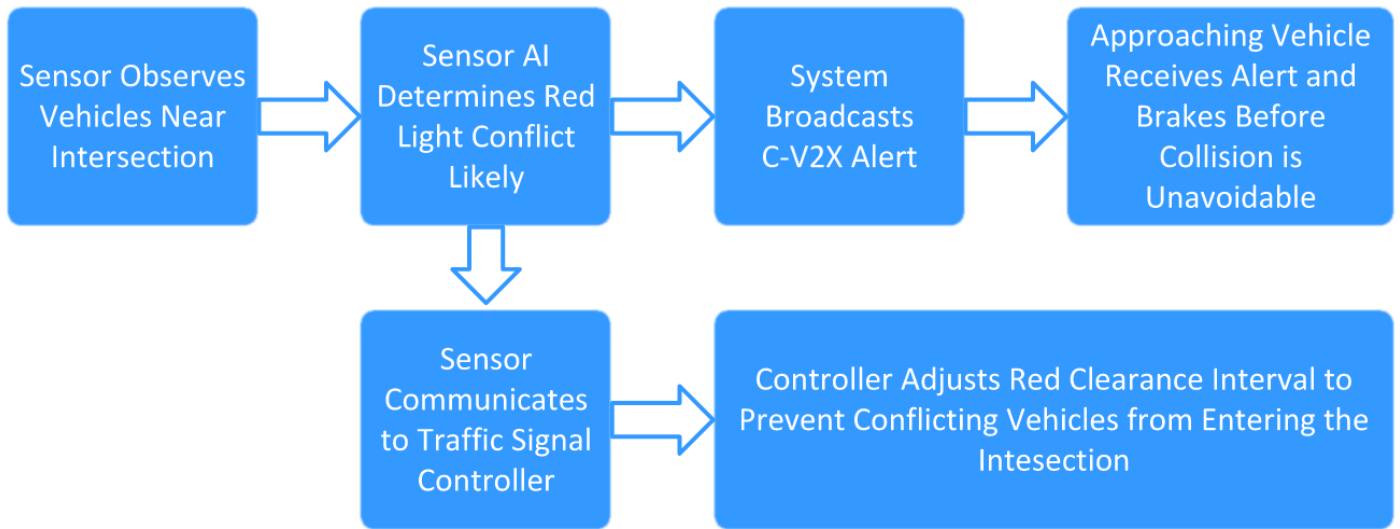 Sensor Observes
Vehicles Near
Intersection
Sensor AI
Determines Red
Light Conflict
Likely
System
Broadcasts
C-V2X Alert
Approaching Vehicle
Receives Alert and
Brakes Before
Collision is
Unavoidable
Sensor
Communicates
to Traffic Signal
Controller
Controller Adjusts Red Clearance Interval to
Prevent Conflicting Vehicles from Entering the
Intesection